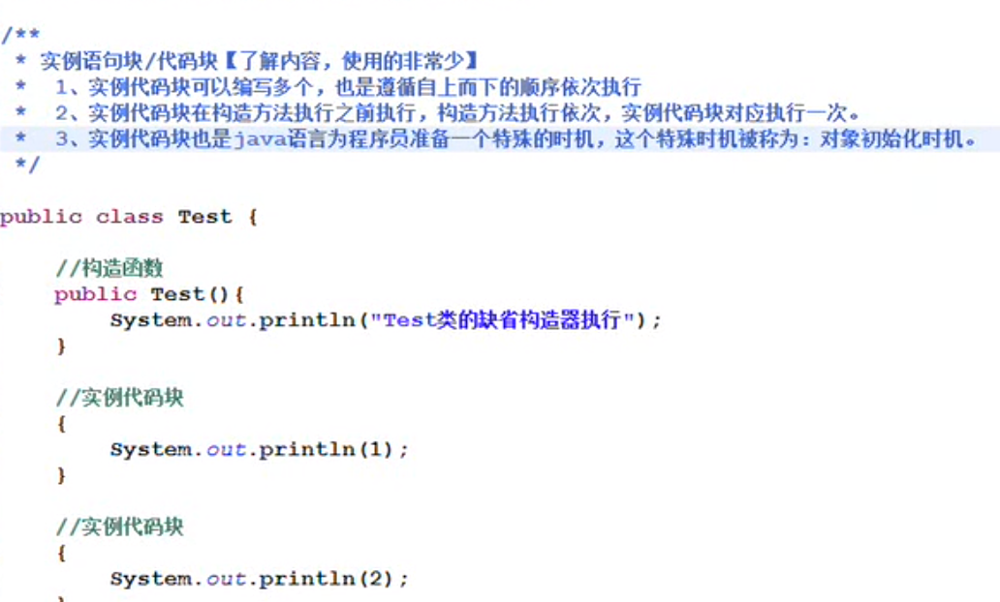 /**
 * 实例语句块/代码块【了解内容，使用的非常少】
 *  1、实例代码块可以编写多个，也是遵循自上而下的顺序依次执行
 *  2、实例代码块在构造方法执行之前执行，构造方法执行依次，实例代码块对应执行一次。
 *  3、实例代码块也是java语言为程序员准备一个特殊的时机，这个特殊时机被称为：对象初始化时机。
 */
public class Test {
    //构造函数
    public Test(){
        System.out.println("Test类的缺省构造器执行");
    }
    //实例代码块
    {
        System.out.println(1);
    }
    //实例代码块
    {
        System.out.println(2);
    }